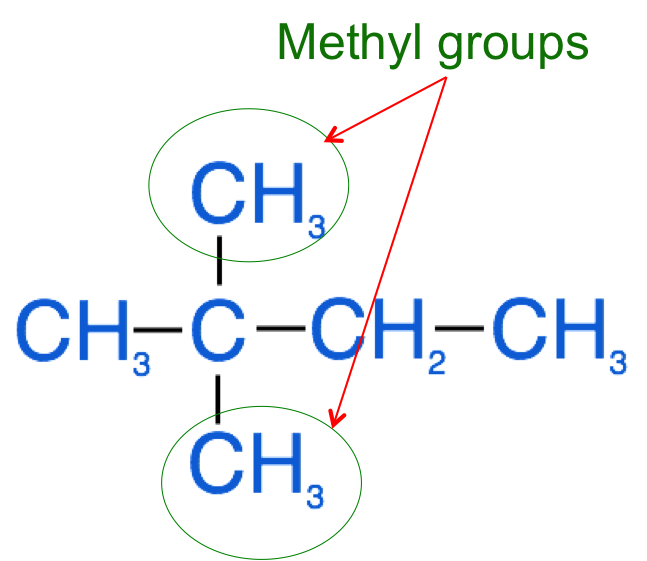 Methyl groups
CH₃
CH₃—C—CH₂—CH₃
CH₃